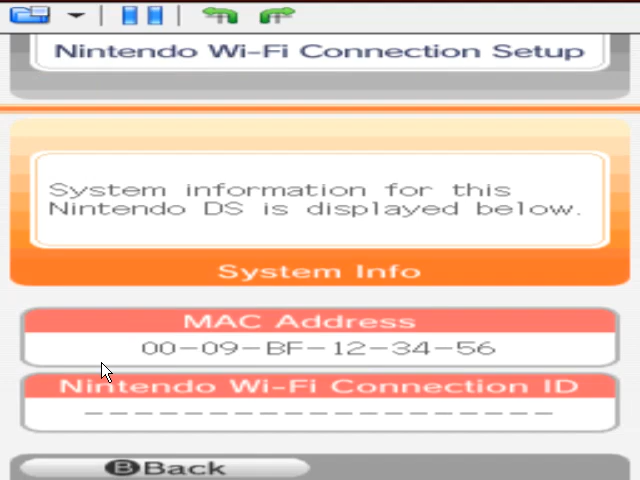 Nintendo Wi-Fi Connection Setup
System information for this
Nintendo DS is displayed below.
System Info
MAC Address
00-09-BF-12-34-56
Nintendo Wi-Fi Connection ID
--------------------
B Back